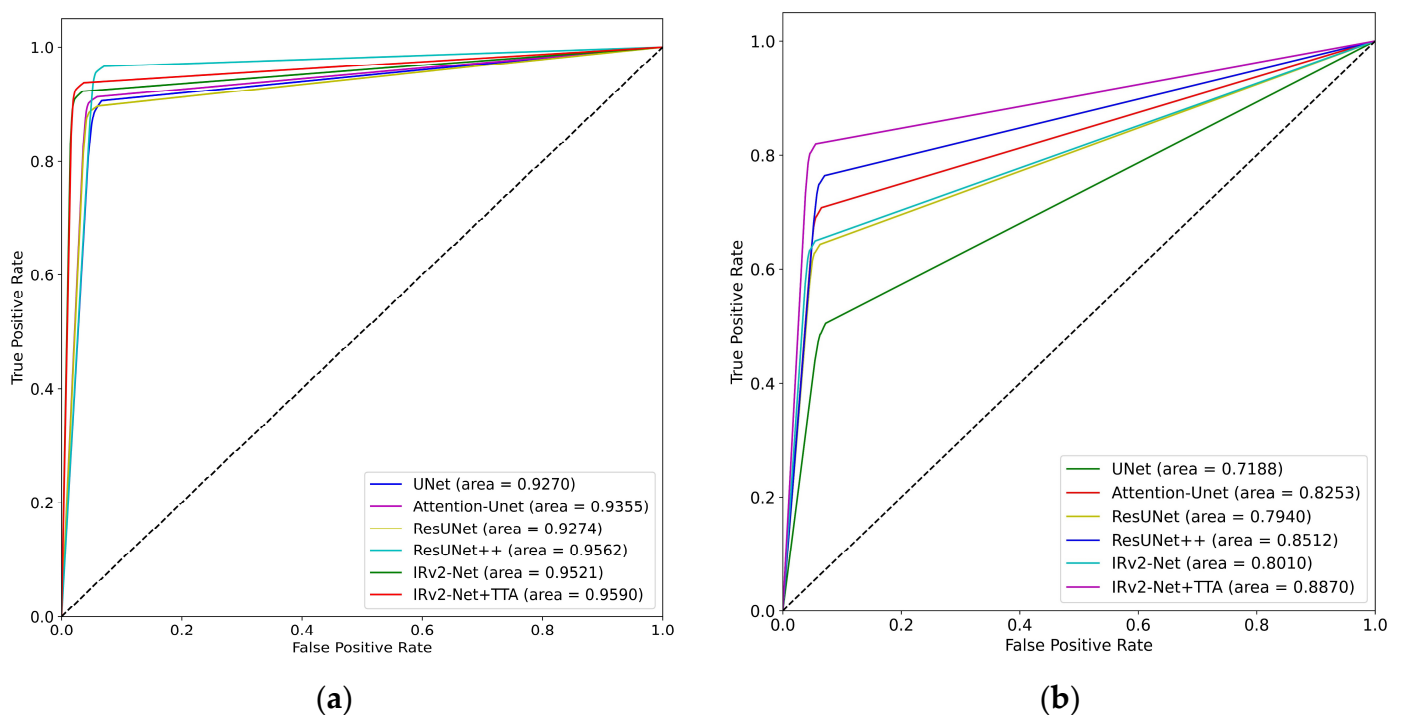 1.0
0.8
0.6
0.4
0.2
0.0
True Positive Rate
UNet (area = 0.9270)
Attention-Unet (area = 0.9355)
ResUNet (area = 0.9274)
ResUNet++ (area = 0.9562)
IRv2-Net (area = 0.9521)
IRv2-Net+TTA (area = 0.9590)
0.0 0.2 0.4 0.6 0.8 1.0
False Positive Rate
(a)
1.0
0.8
0.6
0.4
0.2
0.0
True Positive Rate
UNet (area = 0.7188)
Attention-Unet (area = 0.8253)
ResUNet (area = 0.7940)
ResUNet++ (area = 0.8512)
IRv2-Net (area = 0.8010)
IRv2-Net+TTA (area = 0.8870)
0.0 0.2 0.4 0.6 0.8 1.0
False Positive Rate
(b)